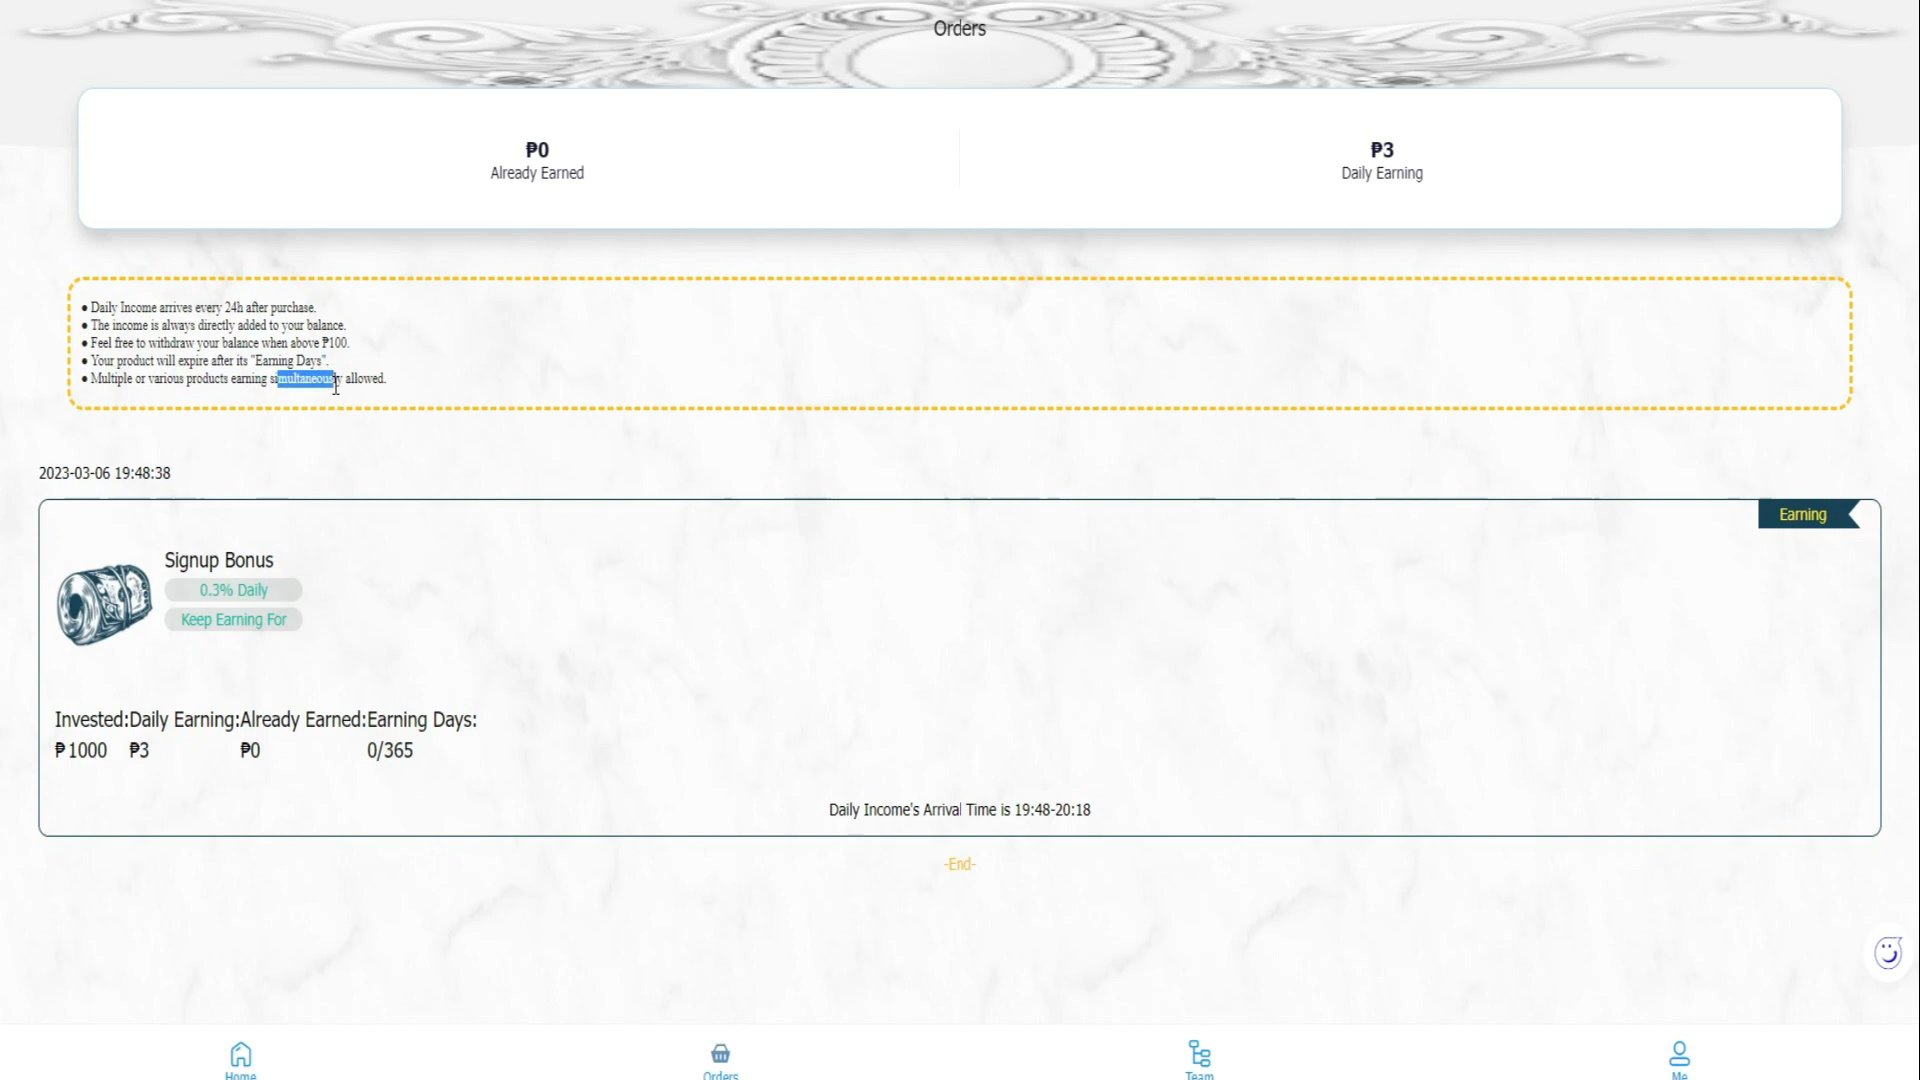 Orders
₱0
Already Earned
₱3
Daily Earning
● Daily Income arrives every 24h after purchase.
● The income is always directly added to your balance.
● Feel free to withdraw your balance when above ₱100.
● Your product will expire after its "Earning Days".
● Multiple or various products earning simultaneously allowed.
2023-03-06 19:48:38
Earning
Signup Bonus
0.3% Daily
Keep Earning For
Invested:Daily Earning:Already Earned:Earning Days:
₱1000 ₱3 ₱0 0/365
Daily Income's Arrival Time is 19:48-20:18
-End-
Home Orders Team Me